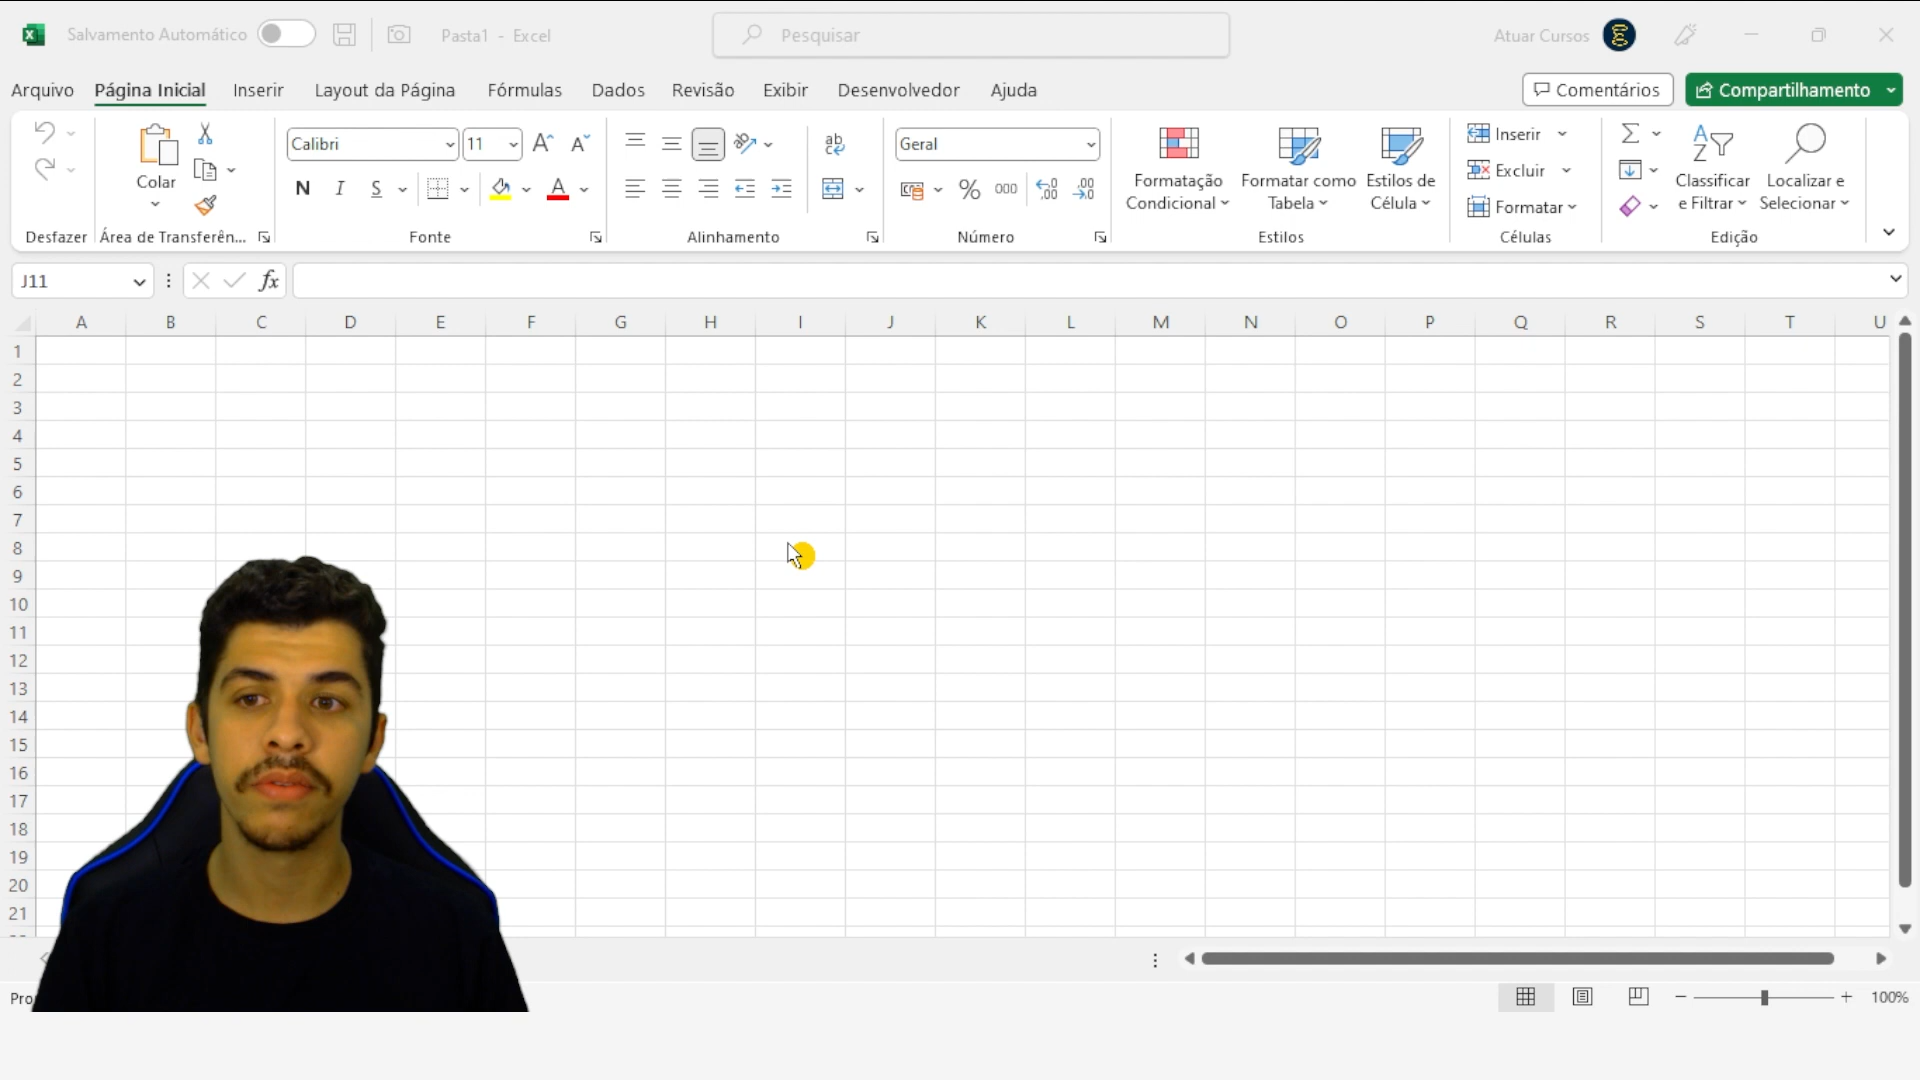 Salvamento Automático Pasta1 - Excel Pesquisar Atuar Cursos
Arquivo Página Inicial Inserir Layout da Página Fórmulas Dados Revisão Exibir Desenvolvedor Ajuda Comentários Compartilhamento
Colar
Calibri 11
N I S A
ab
Geral
% 000
Formatação Condicional
Formatar como Tabela
Estilos de Célula
Inserir
Excluir
Formatar
Classificar e Filtrar
Localizar e Selecionar
Desfazer Área de Transferên... Fonte Alinhamento Número Estilos Células Edição
J11 fx
A B C D E F G H I J K L M N O P Q R S T U
1
2
3
4
5
6
7
8
9
10
11
12
13
14
15
16
17
18
19
20
21
Pro
100%